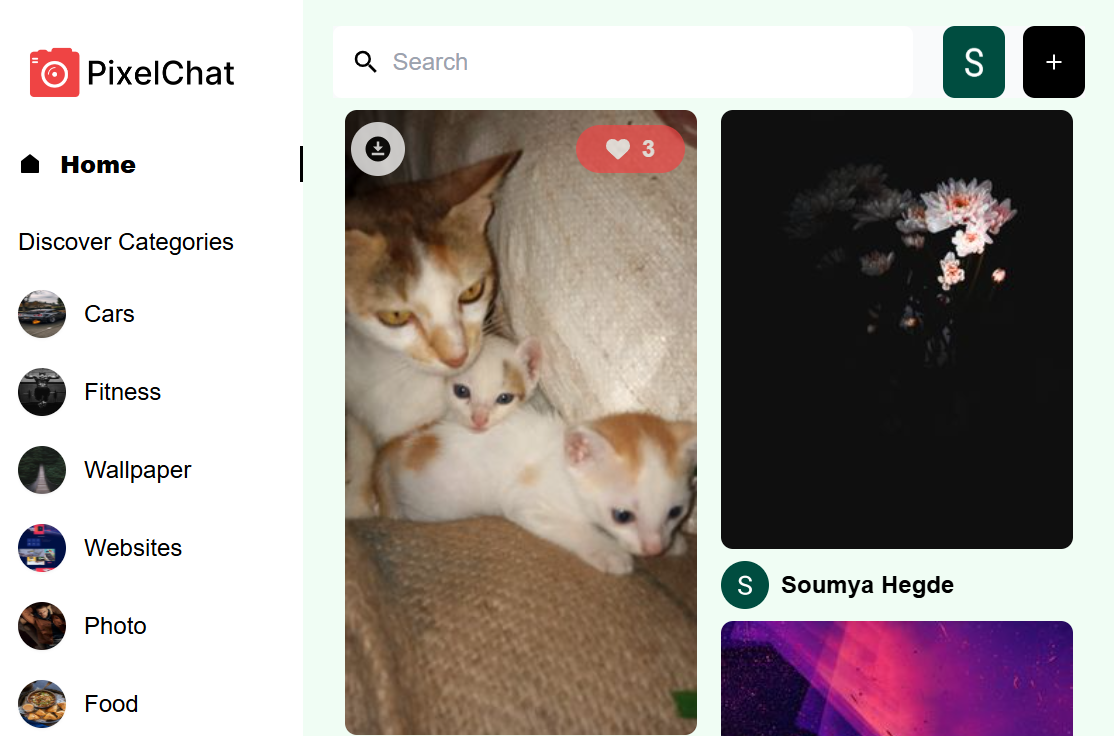 PixelChat
Home
Discover Categories
Cars
Fitness
Wallpaper
Websites
Photo
Food
Search
S
+
3
S Soumya Hegde